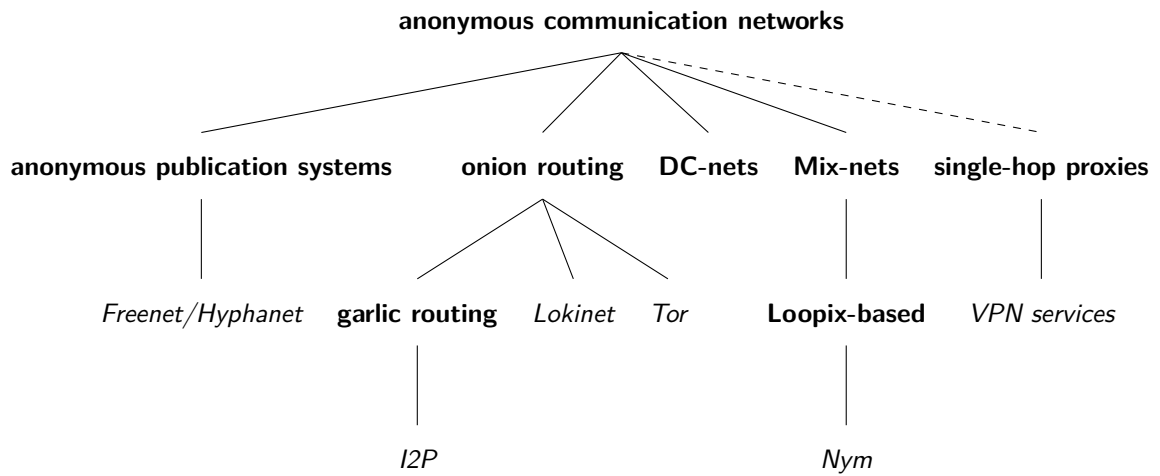 anonymous communication networks
anonymous publication systems onion routing DC-nets Mix-nets single-hop proxies
Freenet/Hyphanet garlic routing Lokinet Tor Loopix-based VPN services
I2P Nym